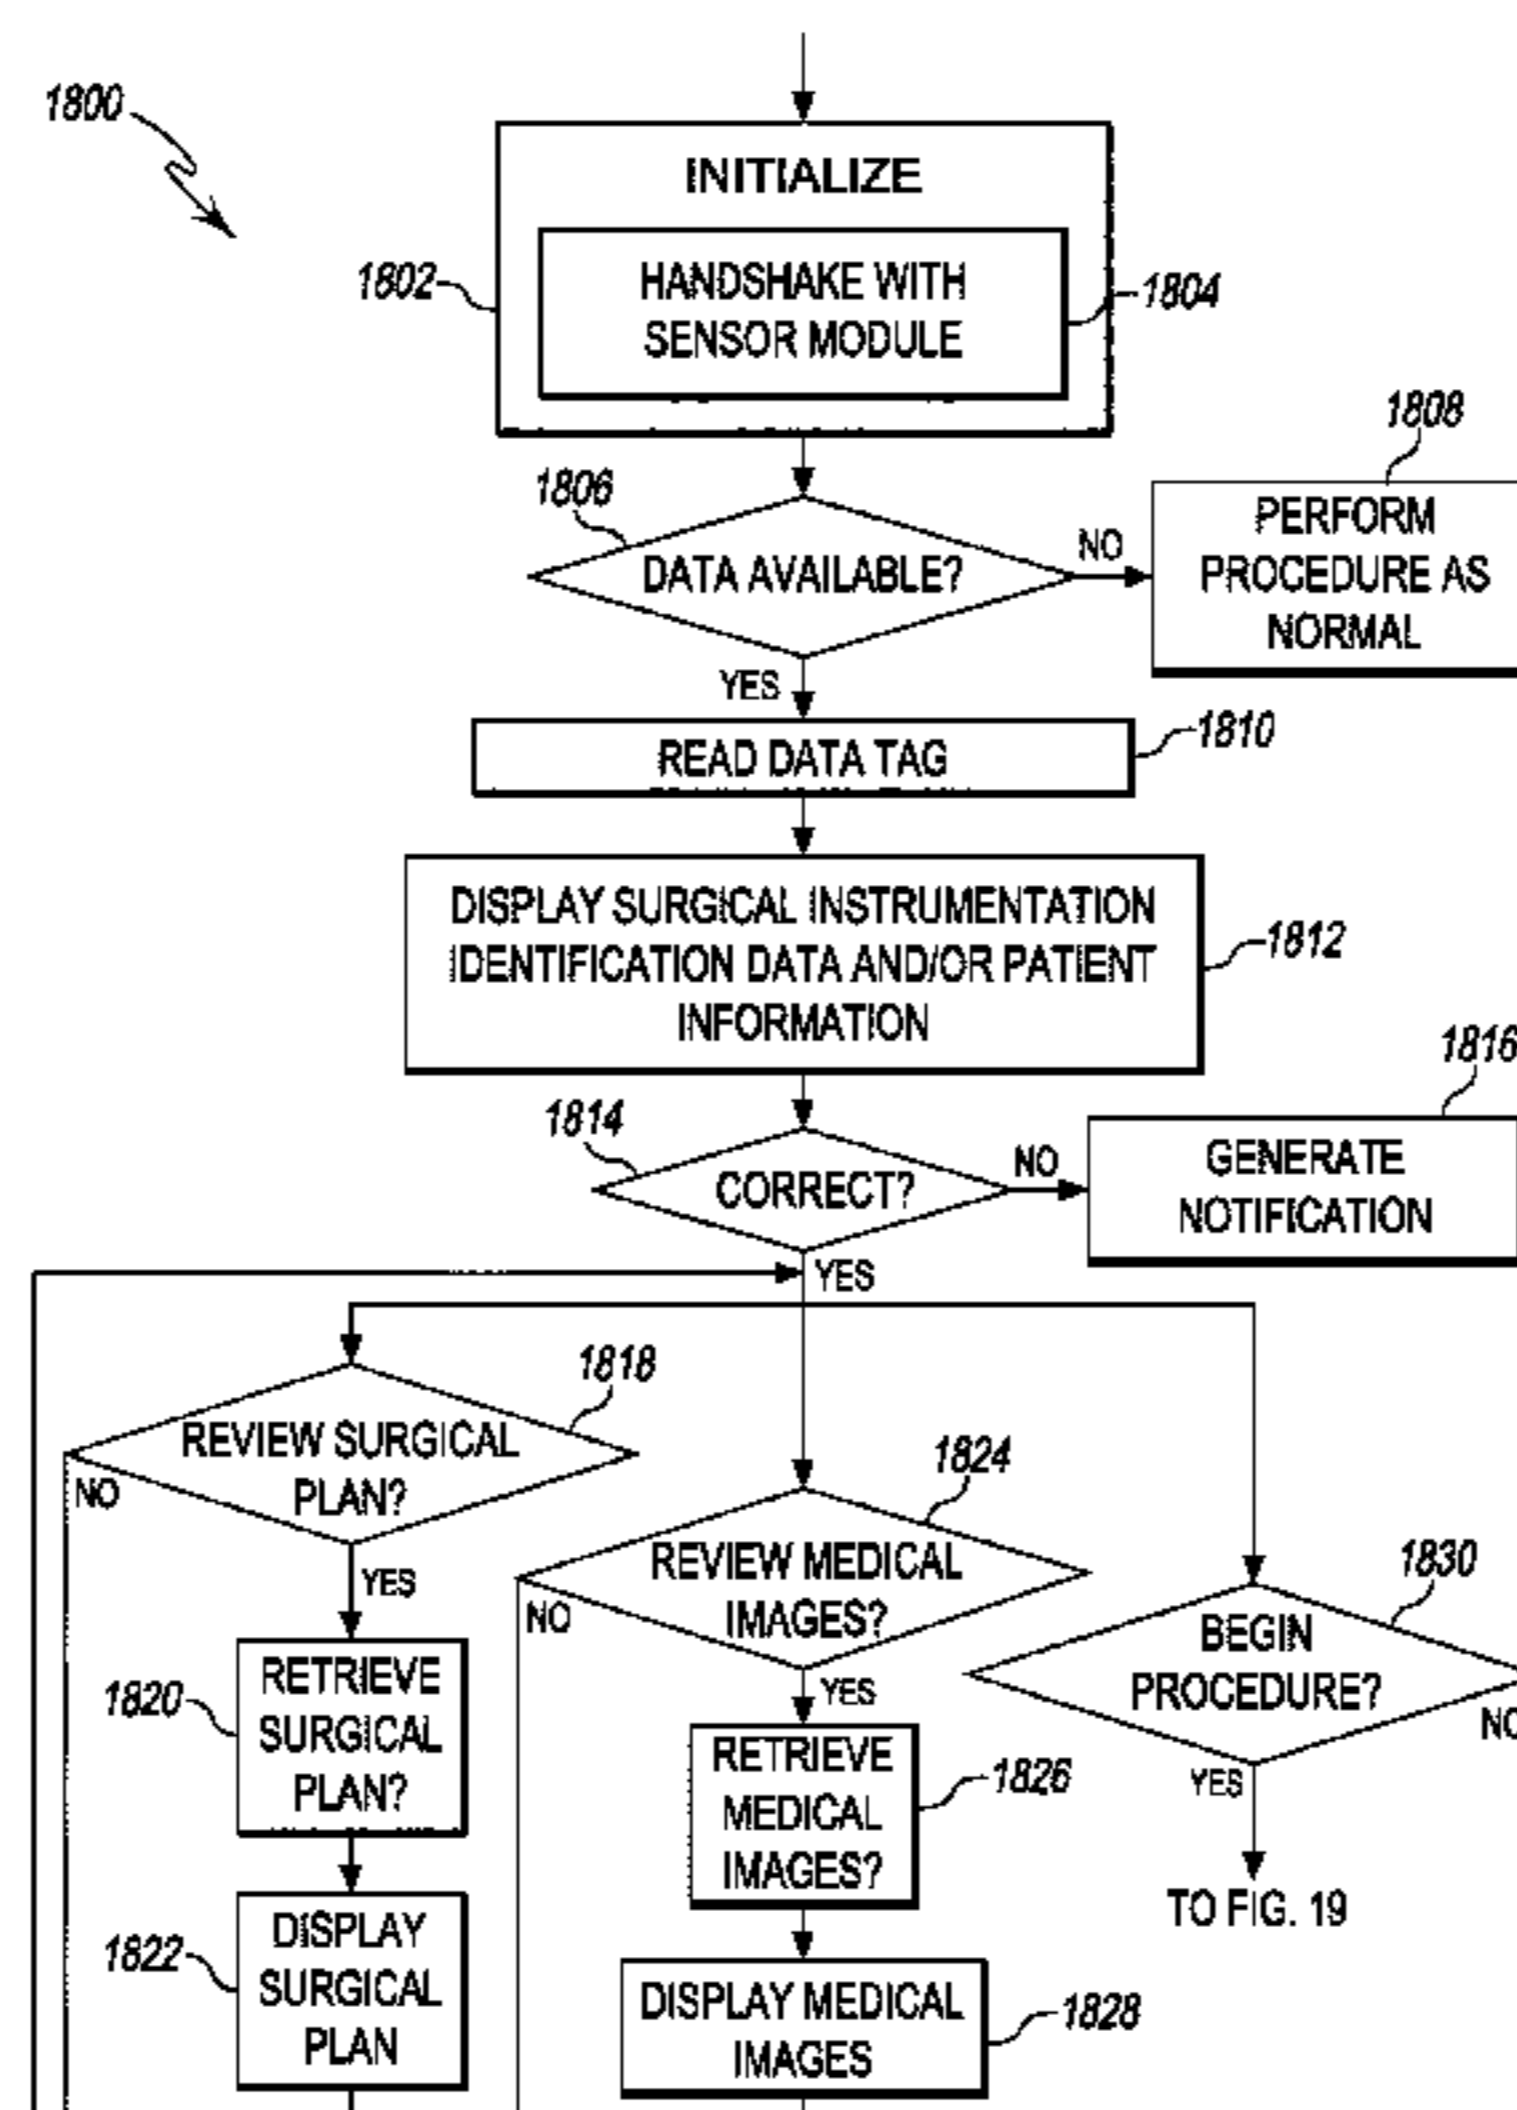 1800
INITIALIZE
1802
HANDSHAKE WITH
SENSOR MODULE
1804
1806
DATA AVAILABLE?
NO
1808
PERFORM
PROCEDURE AS
NORMAL
YES
READ DATA TAG
1810
DISPLAY SURGICAL INSTRUMENTATION
IDENTIFICATION DATA AND/OR PATIENT
INFORMATION
1812
1814
CORRECT?
NO
1816
GENERATE
NOTIFICATION
YES
1818
REVIEW SURGICAL
PLAN?
NO
YES
1820
RETRIEVE
SURGICAL
PLAN?
1822
DISPLAY
SURGICAL
PLAN
1824
REVIEW MEDICAL
IMAGES?
NO
YES
RETRIEVE
MEDICAL
IMAGES?
1826
DISPLAY MEDICAL
IMAGES
1828
1830
BEGIN
PROCEDURE?
NO
YES
TO FIG. 19